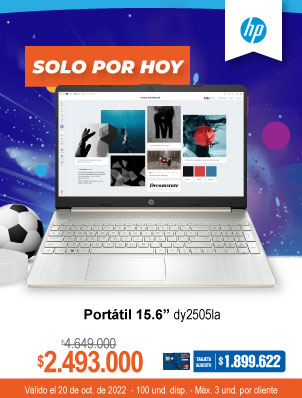 hp
SOLO POR HOY
Dreamstate
hp
Portátil 15.6” dy2505la
$4.649.000
$2.493.000
TARJETA
ALKOSTO
$1.899.622
Válido el 20 de oct. de 2022 - 100 und. disp. - Máx. 3 und. por cliente